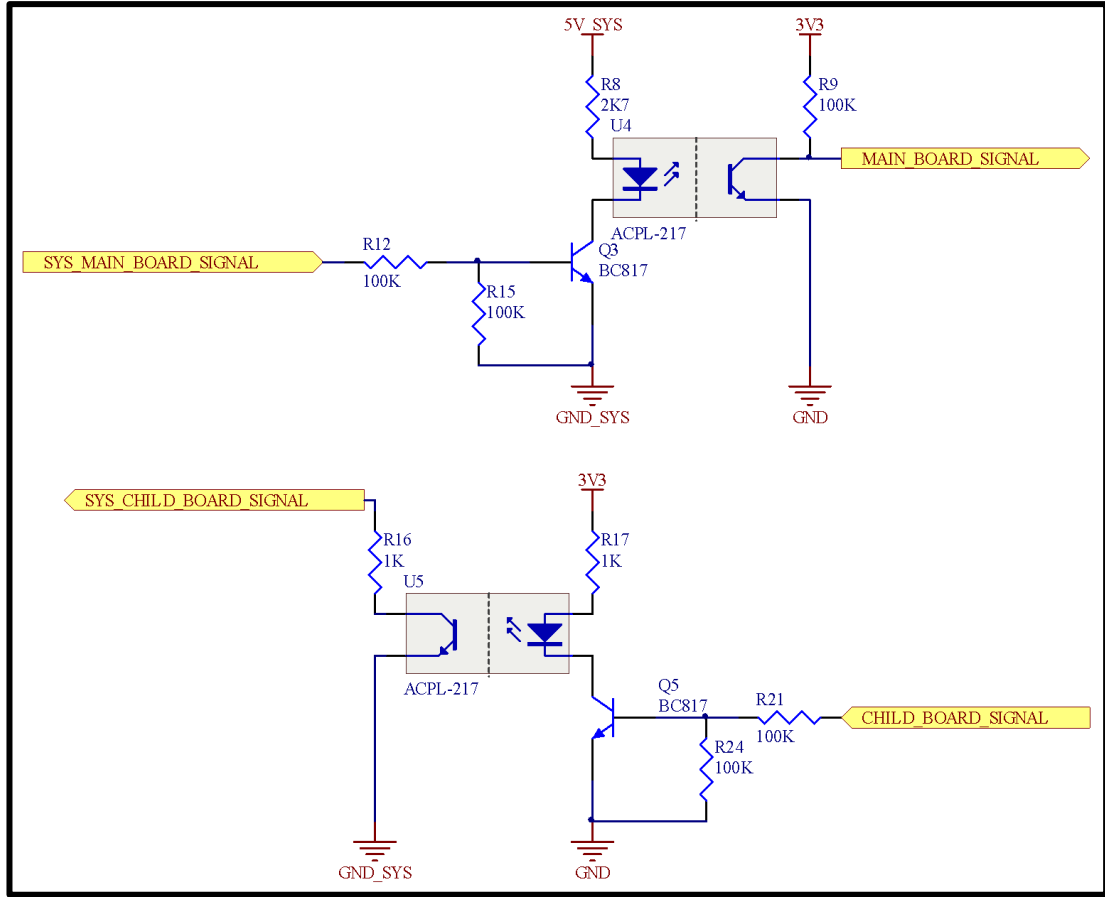 5V_SYS
3V3
R8
2K7
R9
100K
U4
MAIN_BOARD_SIGNAL
ACPL-217
Q3
BC817
SYS_MAIN_BOARD_SIGNAL
R12
100K
R15
100K
GND_SYS
GND
SYS_CHILD_BOARD_SIGNAL
3V3
R16
1K
R17
1K
U5
ACPL-217
Q5
BC817
R21
100K
CHILD_BOARD_SIGNAL
R24
100K
GND_SYS
GND